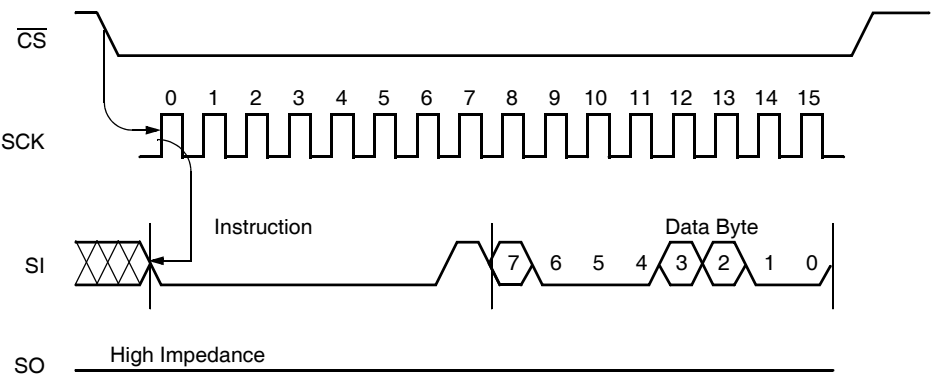 CS
0 1 2 3 4 5 6 7 8 9 10 11 12 13 14 15
SCK
Instruction
Data Byte
SI
7 6 5 4 3 2 1 0
High Impedance
SO